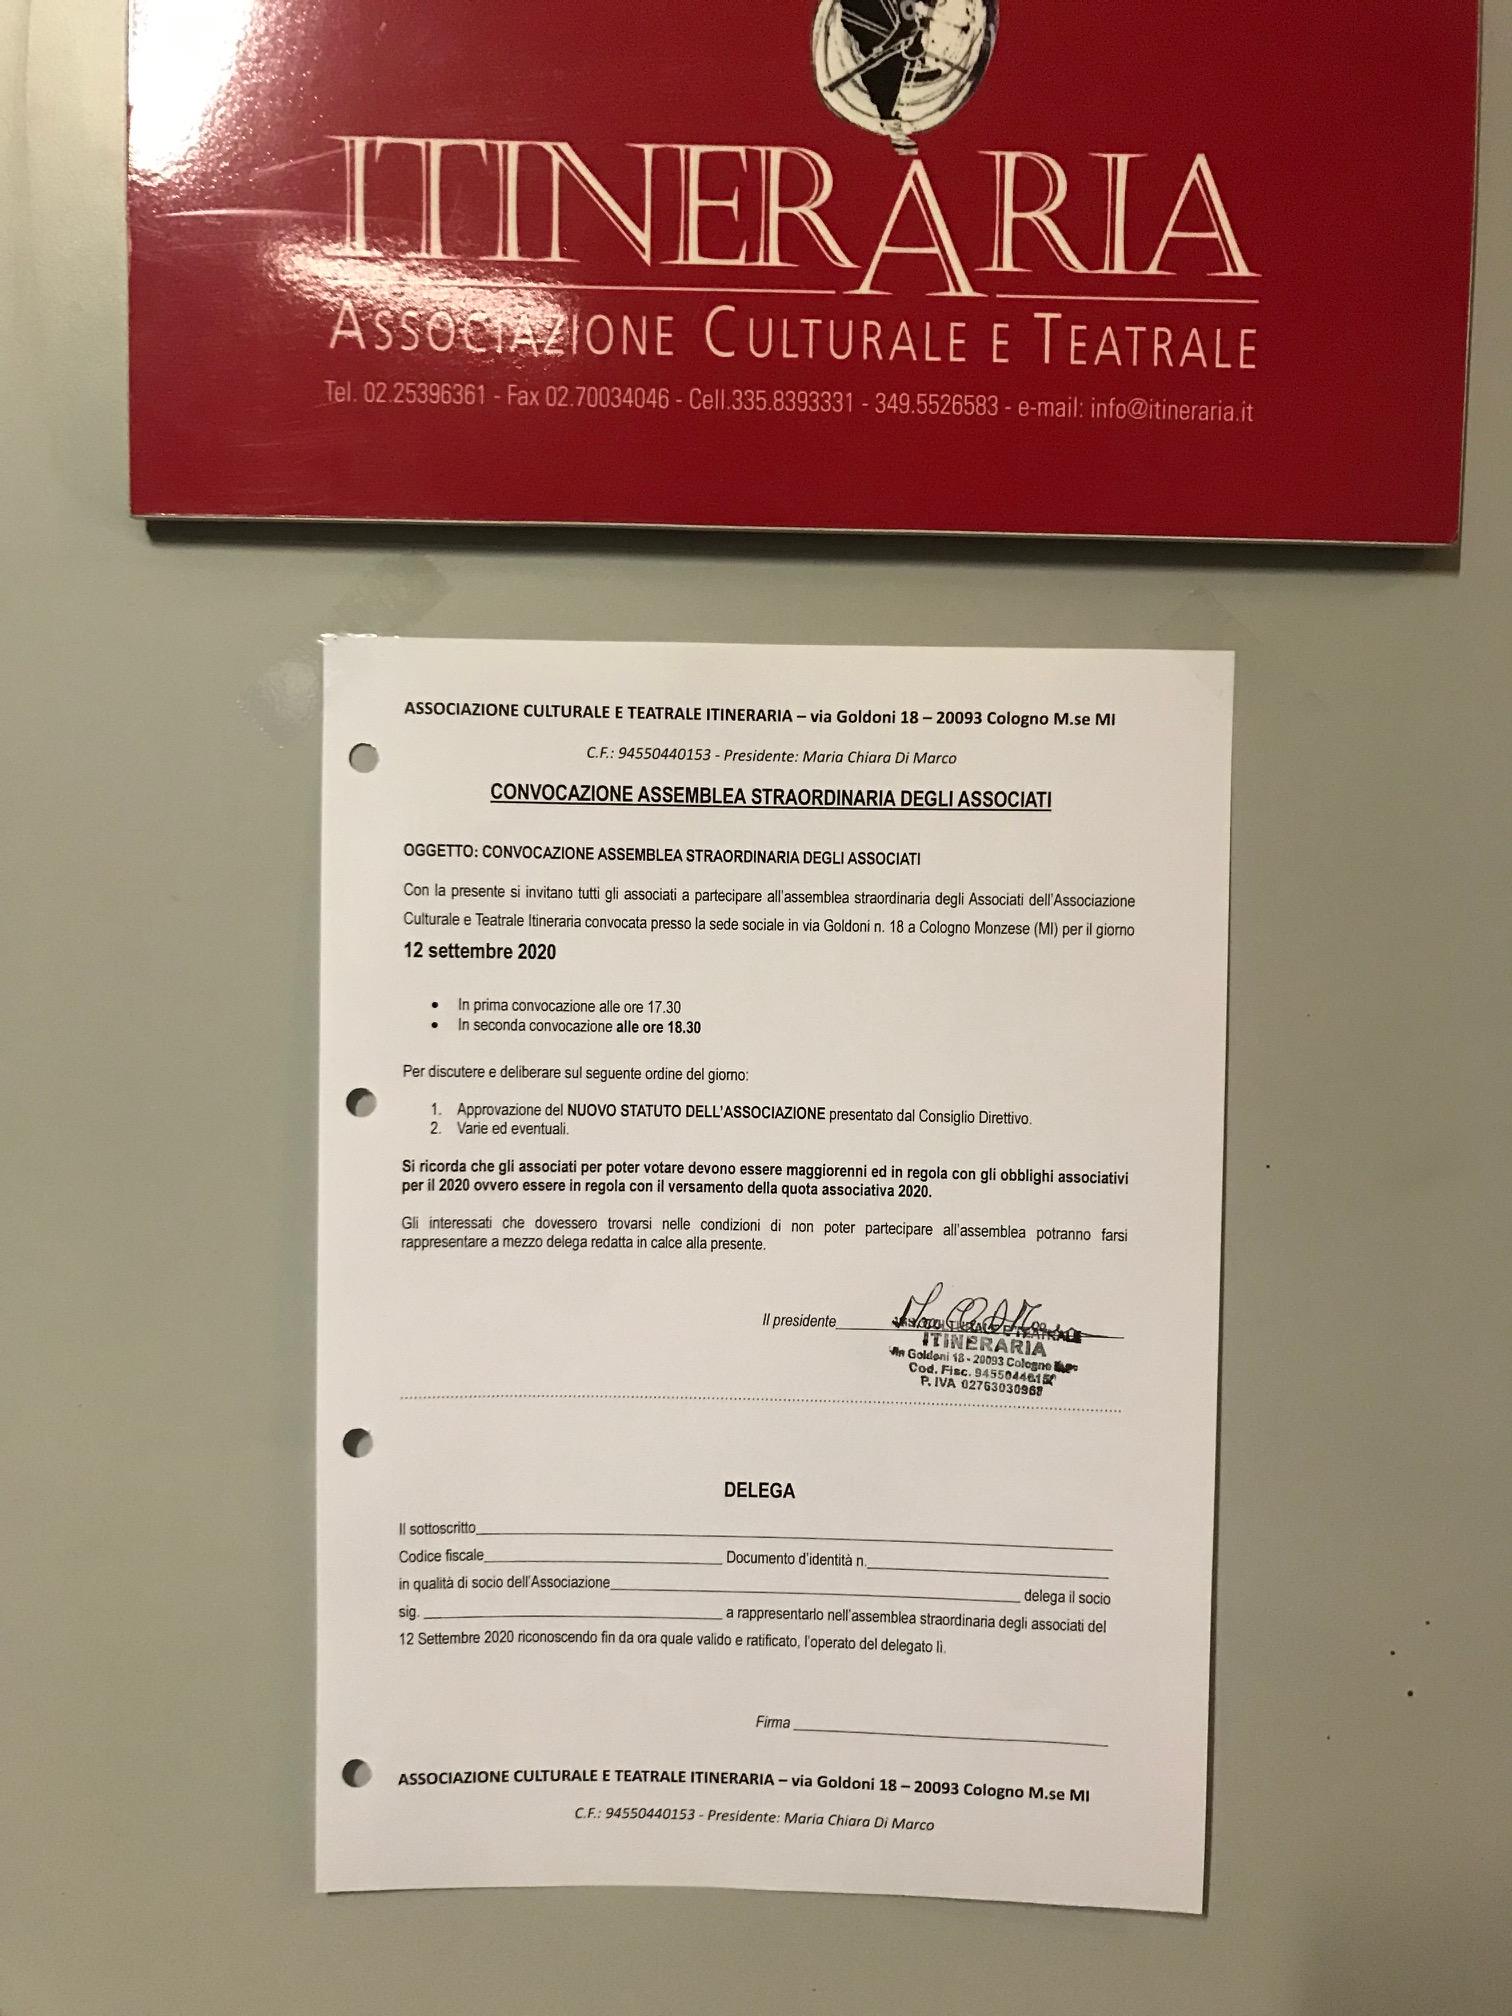 ITINERARIA
ASSOCIAZIONE CULTURALE E TEATRALE
Tel. 02.25396361 - Fax 02.70034046 - Cell.335.8393331 - 349.5526583 - e-mail: info@itineraria.it
ASSOCIAZIONE CULTURALE E TEATRALE ITINERARIA – via Goldoni 18 – 20093 Cologno M.se MI
C.F.: 94550440153 - Presidente: Maria Chiara Di Marco
CONVOCAZIONE ASSEMBLEA STRAORDINARIA DEGLI ASSOCIATI
OGGETTO: CONVOCAZIONE ASSEMBLEA STRAORDINARIA DEGLI ASSOCIATI
Con la presente si invitano tutti gli associati a partecipare all'assemblea straordinaria degli Associati dell'Associazione
Culturale e Teatrale Itineraria convocata presso la sede sociale in via Goldoni n. 18 a Cologno Monzese (MI) per il giorno
12 settembre 2020
• In prima convocazione alle ore 17.30
• In seconda convocazione alle ore 18.30
Per discutere e deliberare sul seguente ordine del giorno:
1. Approvazione del NUOVO STATUTO DELL'ASSOCIAZIONE presentato dal Consiglio Direttivo.
2. Varie ed eventuali.
Si ricorda che gli associati per poter votare devono essere maggiorenni ed in regola con gli obblighi associativi
per il 2020 ovvero essere in regola con il versamento della quota associativa 2020.
Gli interessati che dovessero trovarsi nelle condizioni di non poter partecipare all'assemblea potranno farsi
rappresentare a mezzo delega redatta in calce alla presente.
Il presidente
ITINERARIA
Goldoni 18 - 20093 Cologno
Cod. Fisc.
P. IVA 02763030968
DELEGA
Il sottoscritto
Codice fiscale Documento d'identità n.
in qualità di socio dell'Associazione delega il socio
sig. a rappresentarlo nell'assemblea straordinaria degli associati del
12 Settembre 2020 riconoscendo fin da ora quale valido e ratificato, l'operato del delegato lì.
Firma
ASSOCIAZIONE CULTURALE E TEATRALE ITINERARIA – via Goldoni 18 – 20093 Cologno M.se MI
C.F.: 94550440153 - Presidente: Maria Chiara Di Marco